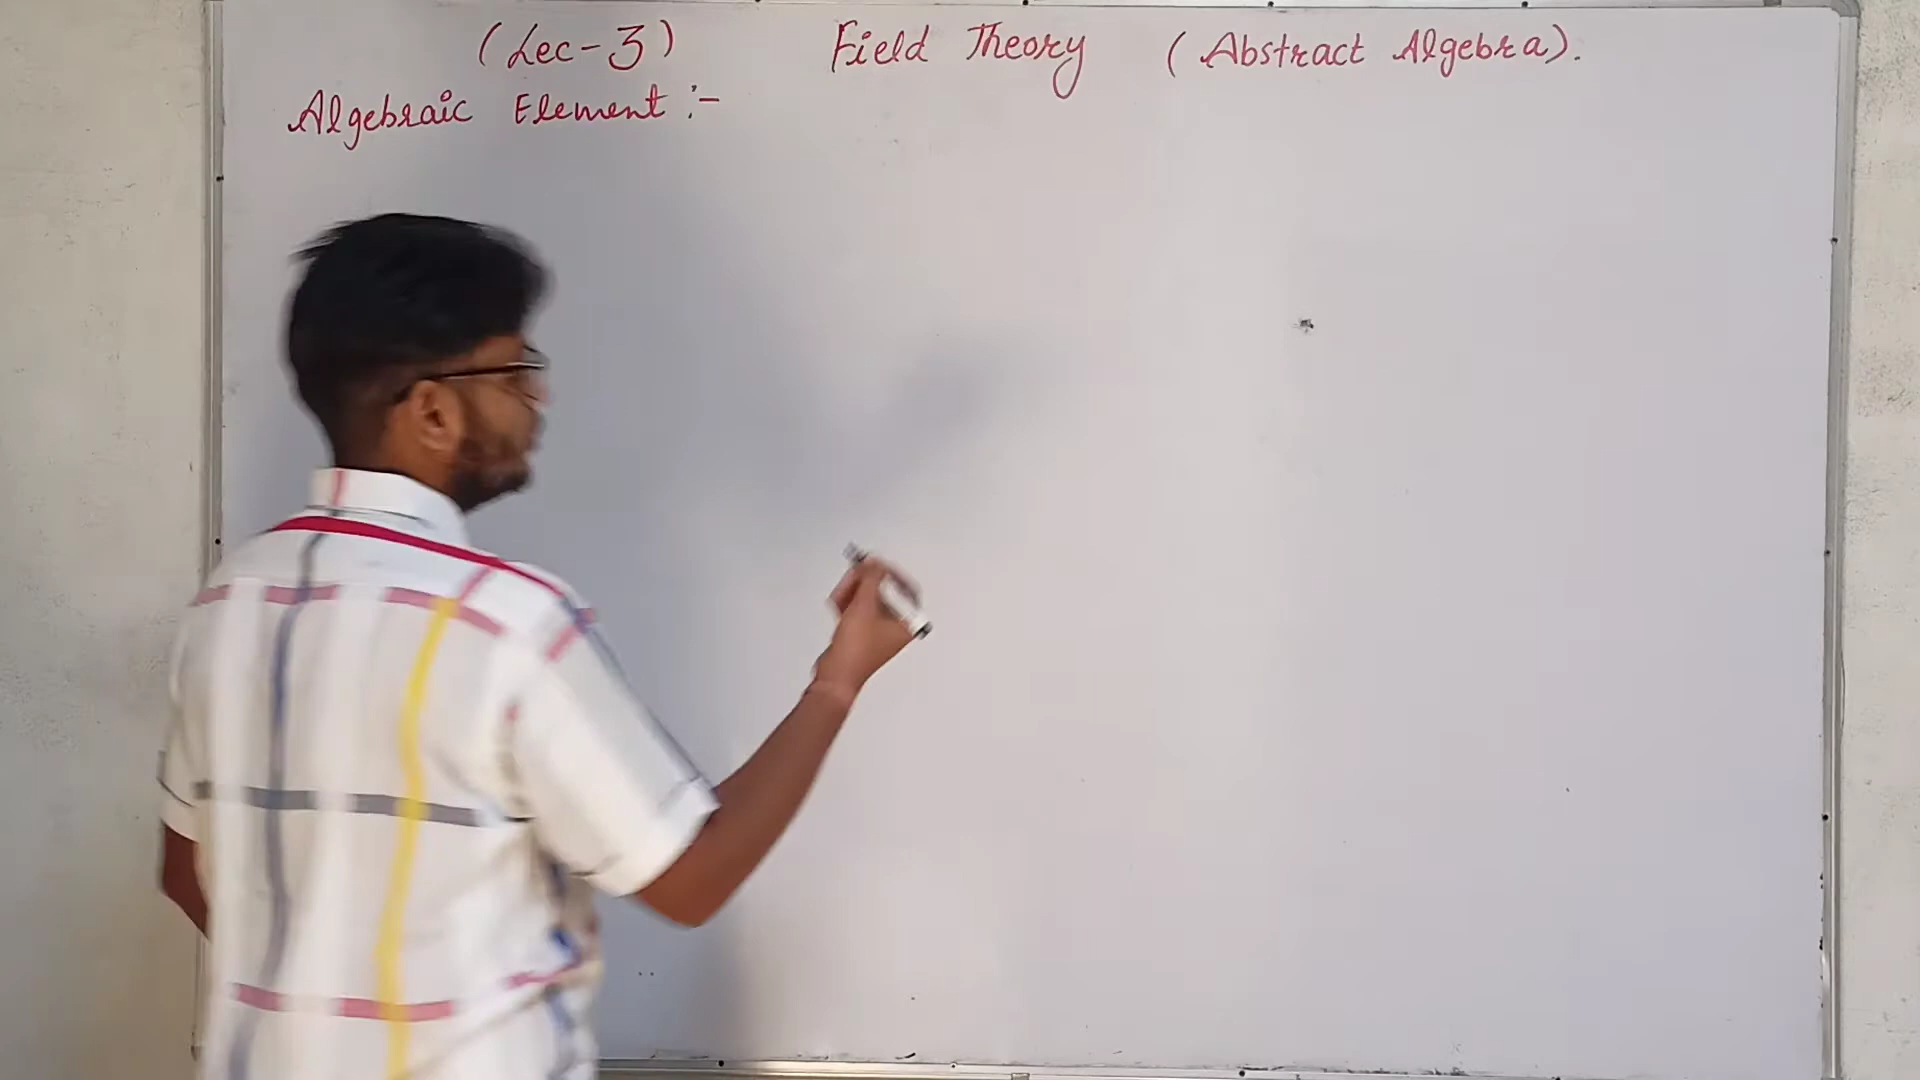 (Lec-3) Field Theory (Abstract Algebra).
Algebraic Element :-